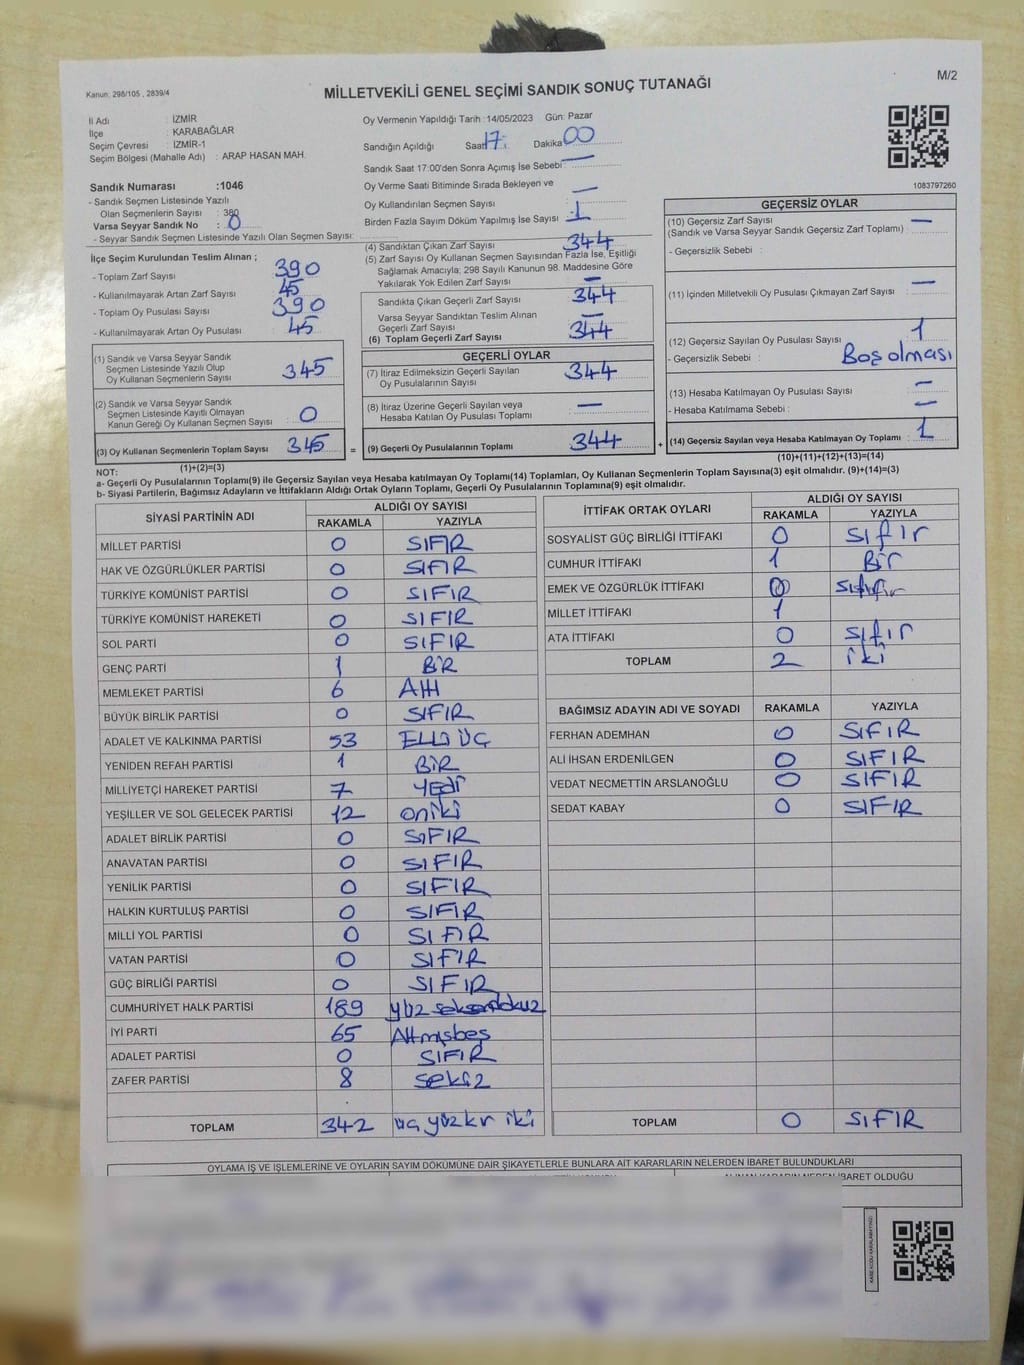 Kanun: 298/105 , 2839/4
MİLLETVEKİLİ GENEL SEÇİMİ SANDIK SONUÇ TUTANAĞI
M/2
İl Adı : İZMİR
İlçe : KARABAĞLAR
Seçim Çevresi : İZMİR-1
Seçim Bölgesi (Mahalle Adı) : ARAP HASAN MAH.
Sandık Numarası :1046
- Sandık Seçmen Listesinde Yazılı
Olan Seçmenlerin Sayısı : 380
Varsa Seyyar Sandık No : 0
- Seyyar Sandık Seçmen Listesinde Yazılı Olan Seçmen Sayısı:
Oy Vermenin Yapıldığı Tarih :14/05/2023 Gün: Pazar
Sandığın Açıldığı Saat 17 : Dakika 00
Sandık Saat 17:00'den Sonra Açımış İse Sebebi: —
Oy Verme Saati Bitiminde Sırada Bekleyen ve
Oy Kullandırılan Seçmen Sayısı —
Birden Fazla Sayım Döküm Yapılmış İse Sayısı 1
1083797260
İlçe Seçim Kurulundan Teslim Alınan ;
- Toplam Zarf Sayısı 390
- Kullanılmayarak Artan Zarf Sayısı 45
- Toplam Oy Pusulası Sayısı 390
- Kullanılmayarak Artan Oy Pusulası 45
(1) Sandık ve Varsa Seyyar Sandık
Seçmen Listesinde Yazılı Olup
Oy Kullanan Seçmenlerin Sayısı 345
(2) Sandık ve Varsa Seyyar Sandık
Seçmen Listesinde Kayıtlı Olmayan
Kanun Gereği Oy Kullanan Seçmen Sayısı 0
(3) Oy Kullanan Seçmenlerin Toplam Sayısı 345 =
(1)+(2)=(3)
(4) Sandıktan Çıkan Zarf Sayısı 344
(5) Zarf Sayısı Oy Kullanan Seçmen Sayısından Fazla İse, Eşitliği
Sağlamak Amacıyla; 298 Sayılı Kanunun 98. Maddesine Göre
Yakılarak Yok Edilen Zarf Sayısı —
Sandıkta Çıkan Geçerli Zarf Sayısı 344
Varsa Seyyar Sandıktan Teslim Alınan
Geçerli Zarf Sayısı —
(6) Toplam Geçerli Zarf Sayısı 344
GEÇERLİ OYLAR
(7) İtiraz Edilmeksizin Geçerli Sayılan
Oy Pusulalarının Sayısı 344
(8) İtiraz Üzerine Geçerli Sayılan veya
Hesaba Katılan Oy Pusulası Toplamı —
(9) Geçerli Oy Pusulalarının Toplamı 344 +
GEÇERSİZ OYLAR
(10) Geçersiz Zarf Sayısı —
(Sandık ve Varsa Seyyar Sandık Geçersiz Zarf Toplamı) :
- Geçersizlik Sebebi :
(11) İçinden Milletvekili Oy Pusulası Çıkmayan Zarf Sayısı : —
(12) Geçersiz Sayılan Oy Pusulası Sayısı : 1
- Geçersizlik Sebebi : Boş olması
(13) Hesaba Katılmayan Oy Pusulası Sayısı : —
- Hesaba Katılmama Sebebi : —
(14) Geçersiz Sayılan veya Hesaba Katılmayan Oy Toplamı : 1
(10)+(11)+(12)+(13)=(14)
NOT:
a- Geçerli Oy Pusulalarının Toplamı(9) ile Geçersiz Sayılan veya Hesaba katılmayan Oy Toplamı(14) Toplamları, Oy Kullanan Seçmenlerin Toplam Sayısına(3) eşit olmalıdır. (9)+(14)=(3)
b- Siyasi Partilerin, Bağımsız Adayların ve İttifakların Aldığı Ortak Oyların Toplamı, Geçerli Oy Pusulalarının Toplamına(9) eşit olmalıdır.
SİYASİ PARTİNİN ADI ALDIĞI OY SAYISI
RAKAMLA YAZIYLA
MİLLET PARTİSİ 0 SIFIR
HAK VE ÖZGÜRLÜKLER PARTİSİ 0 SIFIR
TÜRKİYE KOMÜNİST PARTİSİ 0 SIFIR
TÜRKİYE KOMÜNİST HAREKETİ 0 SIFIR
SOL PARTİ 0 SIFIR
GENÇ PARTİ 1 BİR
MEMLEKET PARTİSİ 6 Altı
BÜYÜK BİRLİK PARTİSİ 0 SIFIR
ADALET VE KALKINMA PARTİSİ 53 ELLİ ÜÇ
YENİDEN REFAH PARTİSİ 1 BİR
MİLLİYETÇİ HAREKET PARTİSİ 7 Yedi
YEŞİLLER VE SOL GELECEK PARTİSİ 12 oniki
ADALET BİRLİK PARTİSİ 0 SIFIR
ANAVATAN PARTİSİ 0 SIFIR
YENİLİK PARTİSİ 0 SIFIR
HALKIN KURTULUŞ PARTİSİ 0 SIFIR
MİLLİ YOL PARTİSİ 0 SIFIR
VATAN PARTİSİ 0 SIFIR
GÜÇ BİRLİĞİ PARTİSİ 0 SIFIR
CUMHURİYET HALK PARTİSİ 189 yüz seksendokuz
İYİ PARTİ 65 Altmışbeş
ADALET PARTİSİ 0 SIFIR
ZAFER PARTİSİ 8 sekiz
TOPLAM 342 üç yüz kır iki
İTTİFAK ORTAK OYLARI ALDIĞI OY SAYISI
RAKAMLA YAZIYLA
SOSYALİST GÜÇ BİRLİĞİ İTTİFAKI 0 sıfır
CUMHUR İTTİFAKI 1 Bir
EMEK VE ÖZGÜRLÜK İTTİFAKI 0
MİLLET İTTİFAKI 1
ATA İTTİFAKI 0 sıfır
TOPLAM 2 iki
BAĞIMSIZ ADAYIN ADI VE SOYADI RAKAMLA YAZIYLA
FERHAN ADEMHAN 0 SIFIR
ALİ İHSAN ERDENİLGEN 0 SIFIR
VEDAT NECMETTİN ARSLANOĞLU 0 SIFIR
SEDAT KABAY 0 SIFIR
TOPLAM 0 SIFIR
OYLAMA İŞ VE İŞLEMLERİNE VE OYLARIN SAYIM DÖKÜMÜNE DAİR ŞİKAYETLERLE BUNLARA AİT KARARLARIN NELERDEN İBARET BULUNDUKLARI
ALINAN KARARIN NEDEN İBARET OLDUĞU